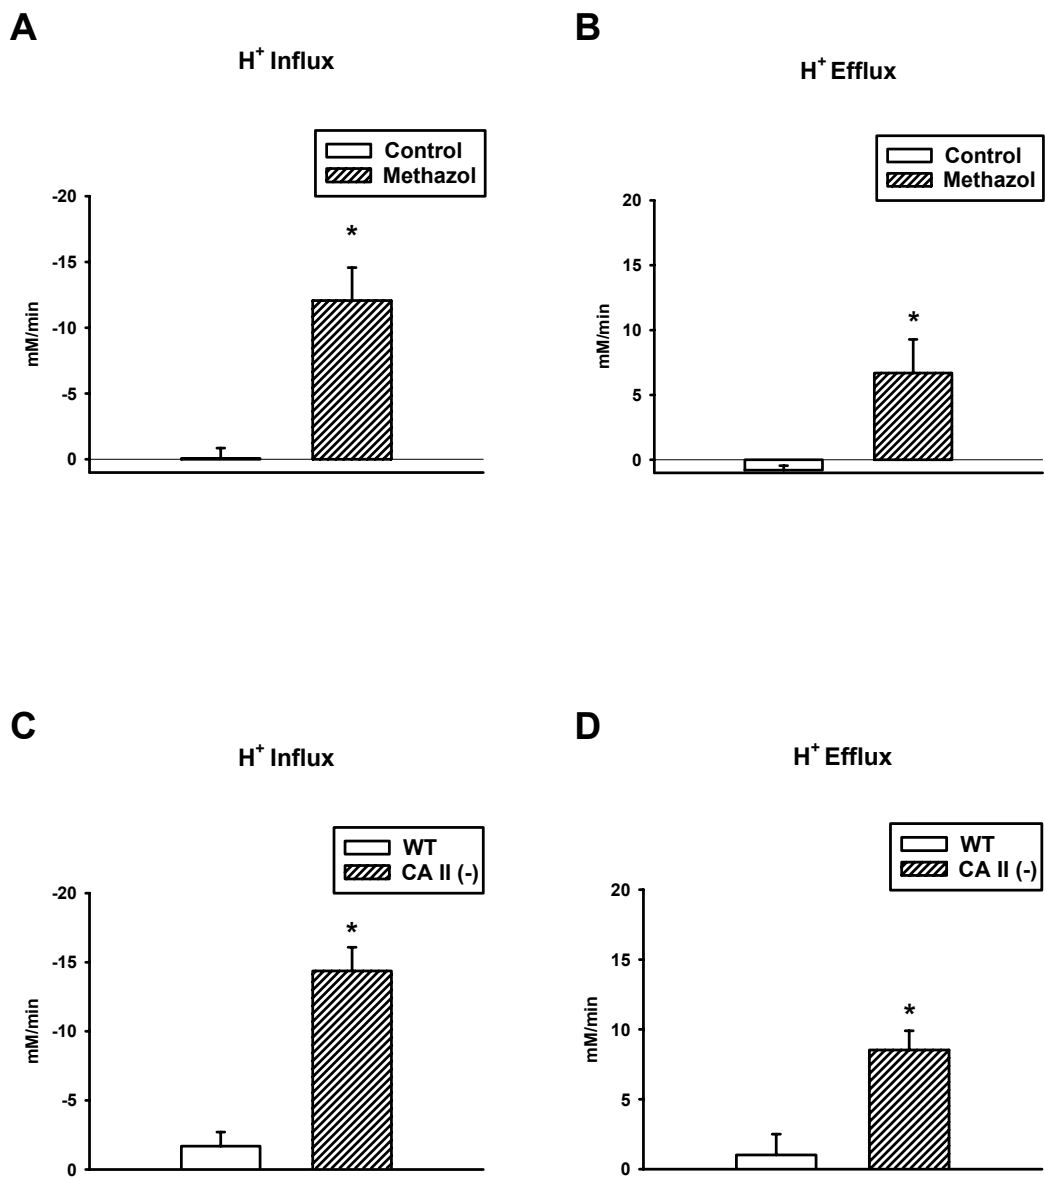 A
H+ Influx
Control
Methazol
-20
-15
-10
-5
0
mM/min
*
B
H+ Efflux
Control
Methazol
20
15
10
5
0
mM/min
*
C
H+ Influx
WT
CA II (-)
-20
-15
-10
-5
0
mM/min
*
D
H+ Efflux
WT
CA II (-)
20
15
10
5
0
mM/min
*